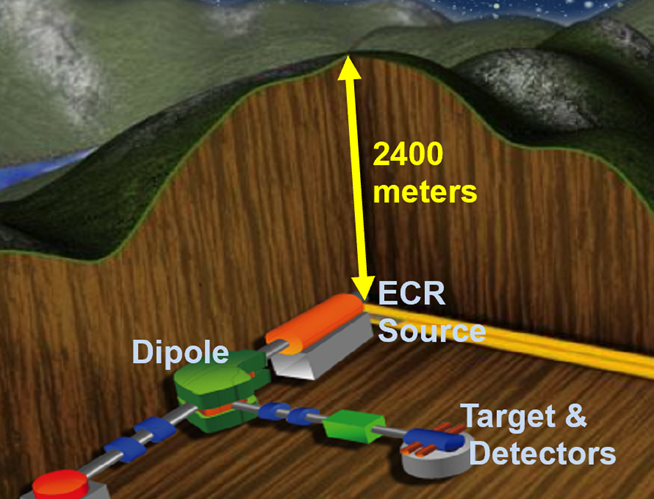 2400
meters
ECR
Source
Dipole
Target &
Detectors